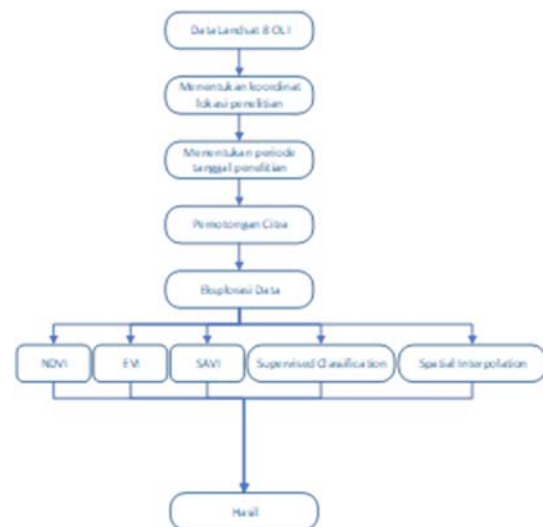 Data Landsat 8 OLI
Menentukan koordinat
lokasi penelitian
Menentukan periode
tanggal penelitian
Pemotongan Citra
Eksplorasi Data
NDVI
EVI
SAVI
Supervised Classification
Spatial Interpolation
Hasil